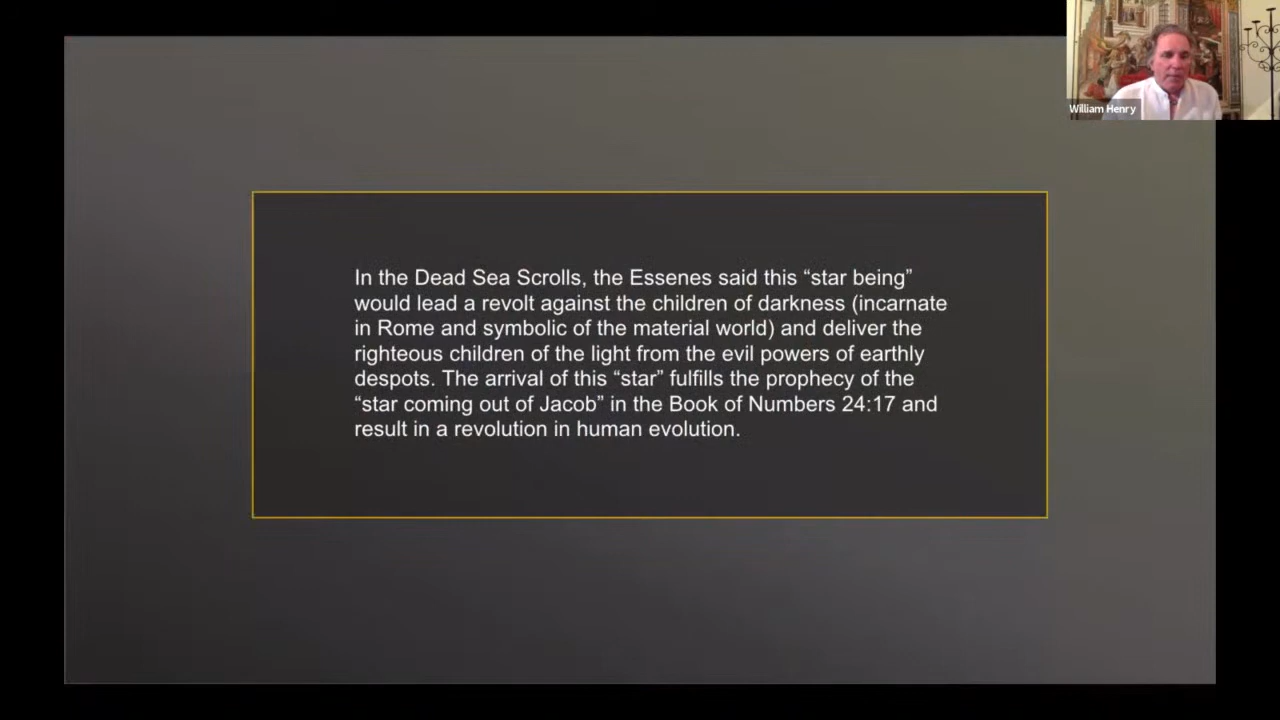 William Henry
In the Dead Sea Scrolls, the Essenes said this “star being”
would lead a revolt against the children of darkness (incarnate
in Rome and symbolic of the material world) and deliver the
righteous children of the light from the evil powers of earthly
despots. The arrival of this “star” fulfills the prophecy of the
“star coming out of Jacob” in the Book of Numbers 24:17 and
result in a revolution in human evolution.